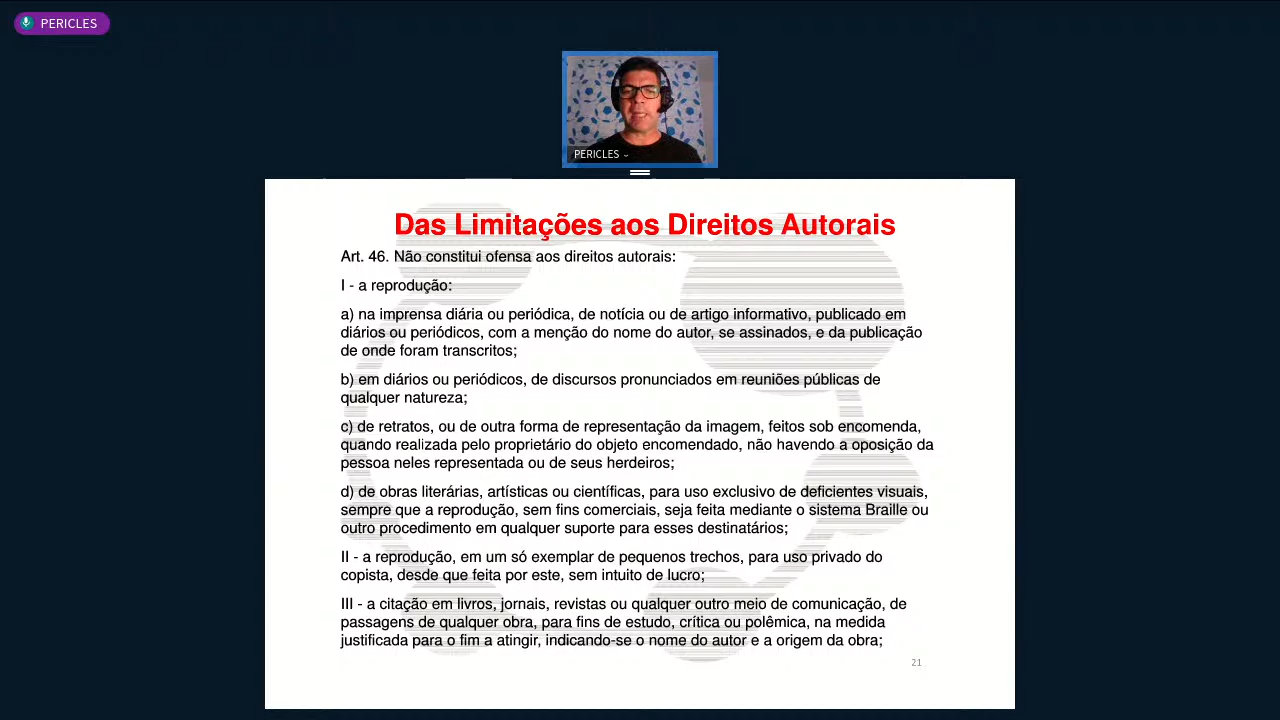 PERICLES
PERICLES
Das Limitações aos Direitos Autorais
Art. 46. Não constitui ofensa aos direitos autorais:
I - a reprodução:
a) na imprensa diária ou periódica, de notícia ou de artigo informativo, publicado em
diários ou periódicos, com a menção do nome do autor, se assinados, e da publicação
de onde foram transcritos;
b) em diários ou periódicos, de discursos pronunciados em reuniões públicas de
qualquer natureza;
c) de retratos, ou de outra forma de representação da imagem, feitos sob encomenda,
quando realizada pelo proprietário do objeto encomendado, não havendo a oposição da
pessoa neles representada ou de seus herdeiros;
d) de obras literárias, artísticas ou científicas, para uso exclusivo de deficientes visuais,
sempre que a reprodução, sem fins comerciais, seja feita mediante o sistema Braille ou
outro procedimento em qualquer suporte para esses destinatários;
II - a reprodução, em um só exemplar de pequenos trechos, para uso privado do
copista, desde que feita por este, sem intuito de lucro;
III - a citação em livros, jornais, revistas ou qualquer outro meio de comunicação, de
passagens de qualquer obra, para fins de estudo, crítica ou polêmica, na medida
justificada para o fim a atingir, indicando-se o nome do autor e a origem da obra;
21